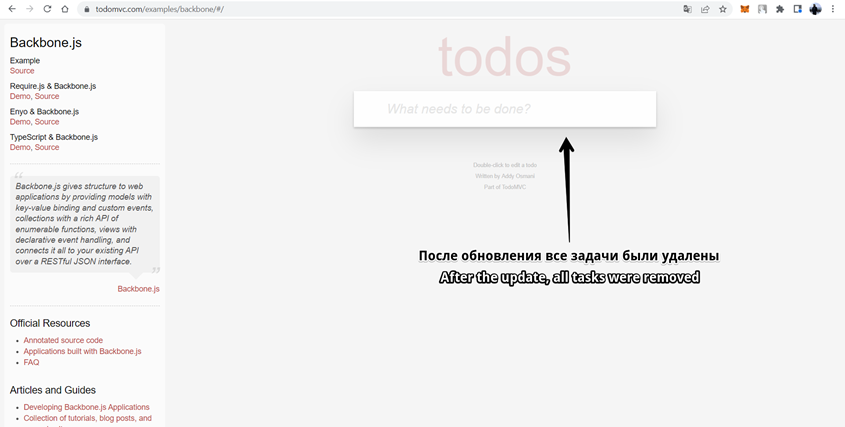 todomvc.com/examples/backbone/#/
Backbone.js
Example
Source
Require.js & Backbone.js
Demo, Source
Enyo & Backbone.js
Demo, Source
TypeScript & Backbone.js
Demo, Source
“
Backbone.js gives structure to web
applications by providing models with
key-value binding and custom events,
collections with a rich API of
enumerable functions, views with
declarative event handling, and
connects it all to your existing API
over a RESTful JSON interface.
”
Backbone.js
Official Resources
Annotated source code
Applications built with Backbone.js
FAQ
Articles and Guides
Developing Backbone.js Applications
Collection of tutorials, blog posts, and
todos
What needs to be done?
Double-click to edit a todo
Written by Addy Osmani
Part of TodoMVC
После обновления все задачи были удалены
After the update, all tasks were removed